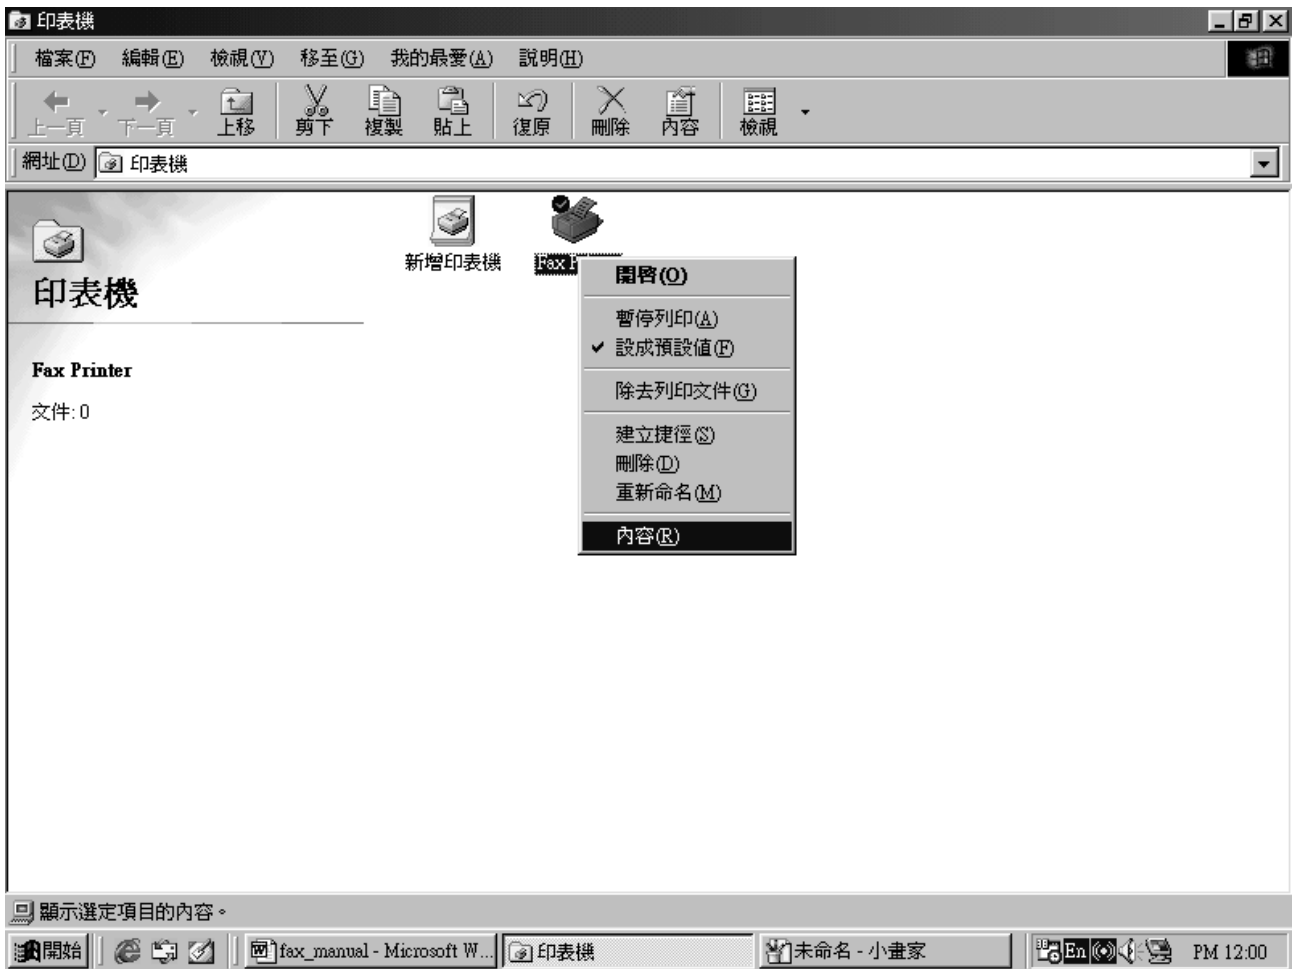 印表機
檔案(F) 編輯(E) 檢視(V) 移至(G) 我的最愛(A) 說明(H)
上一頁 下一頁 上移 剪下 複製 貼上 復原 刪除 內容 檢視
網址(D) 印表機
新增印表機 Fax
印表機
Fax Printer
文件: 0
開啓(O)
暫停列印(A)
設成預設值(F)
除去列印文件(G)
建立捷徑(S)
刪除(D)
重新命名(M)
內容(R)
顯示選定項目的內容。
開始 fax_manual - Microsoft W... 印表機 未命名 - 小畫家 En PM 12:00